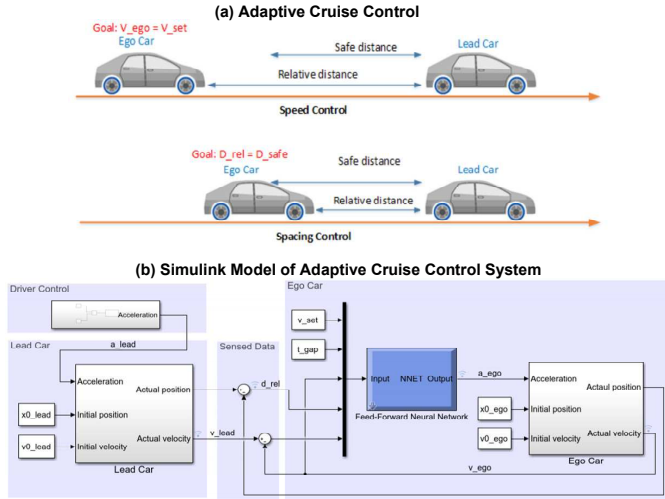 (a) Adaptive Cruise Control
Goal: V_ego = V_set
Ego Car
Safe distance
Lead Car
Relative distance
Speed Control
Goal: D_rel = D_safe
Ego Car
Safe distance
Lead Car
Relative distance
Spacing Control
(b) Simulink Model of Adaptive Cruise Control System
Driver Control
Acceleration
a_lead
Lead Car
Acceleration
Actual position
x0_lead
Initial position
Actual velocity
v0_lead
Initial velocity
Lead Car
Sensed Data
d_rel
v_lead
Ego Car
v_set
t_gap
Input
NNET Output
Feed-Forward Neural Network
a_ego
Acceleration
Actaul position
x0_ego
Initial position
v0_ego
Initial velocity
Actual velocity
Ego Car
v_ego